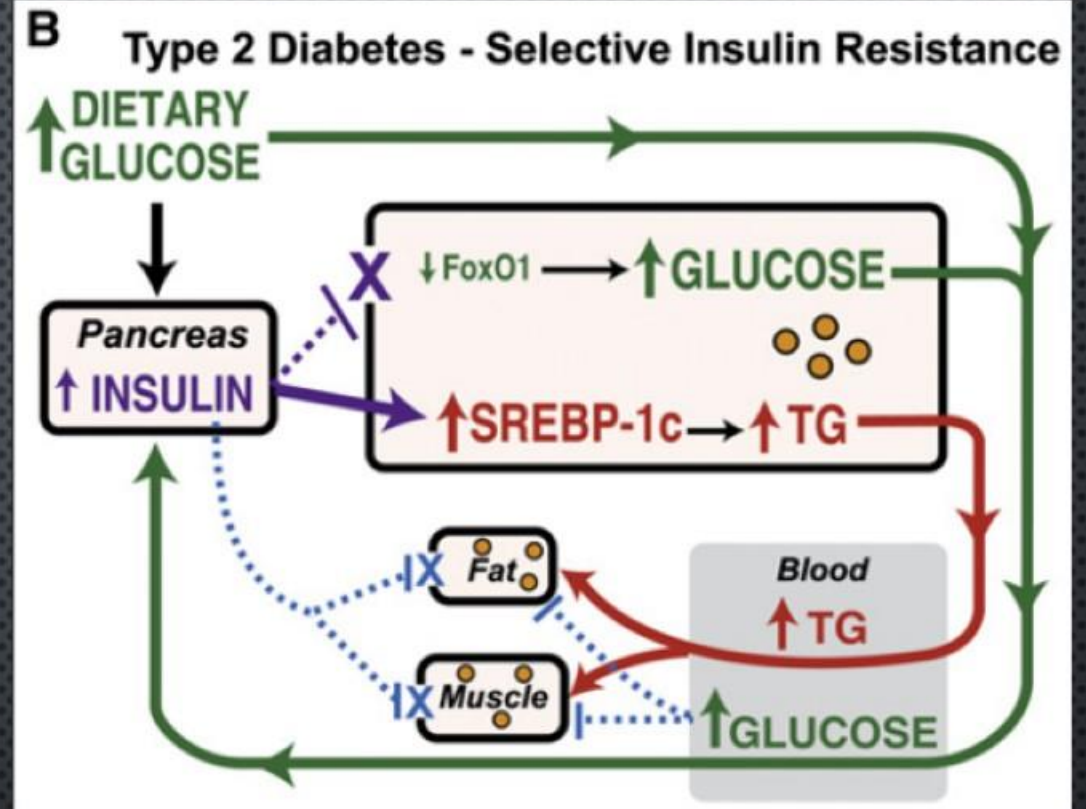 B
Type 2 Diabetes - Selective Insulin Resistance
↑ DIETARY
GLUCOSE
X
↓ FoxO1 → ↑ GLUCOSE
Pancreas
↑ INSULIN
↑ SREBP-1c → ↑ TG
X Fat
Blood
↑ TG
X Muscle
↑ GLUCOSE